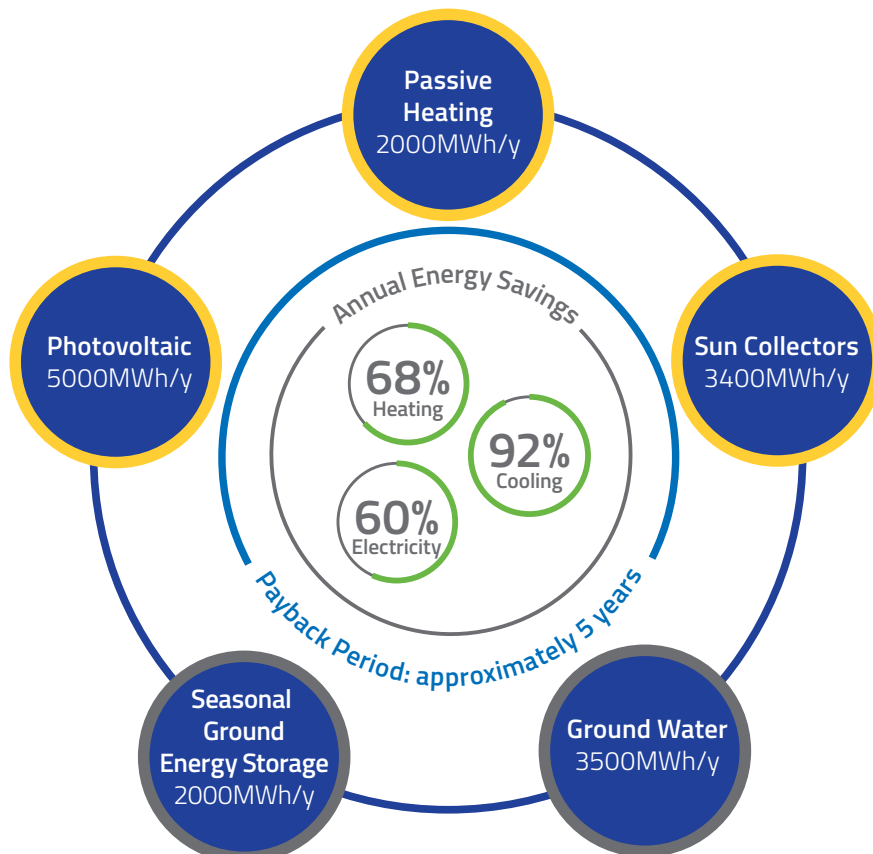 Passive
Heating
2000MWh/y
Photovoltaic
5000MWh/y
Sun Collectors
3400MWh/y
Annual Energy Savings
68%
Heating
92%
Cooling
60%
Electricity
Payback Period: approximately 5 years
Seasonal
Ground
Energy Storage
2000MWh/y
Ground Water
3500MWh/y